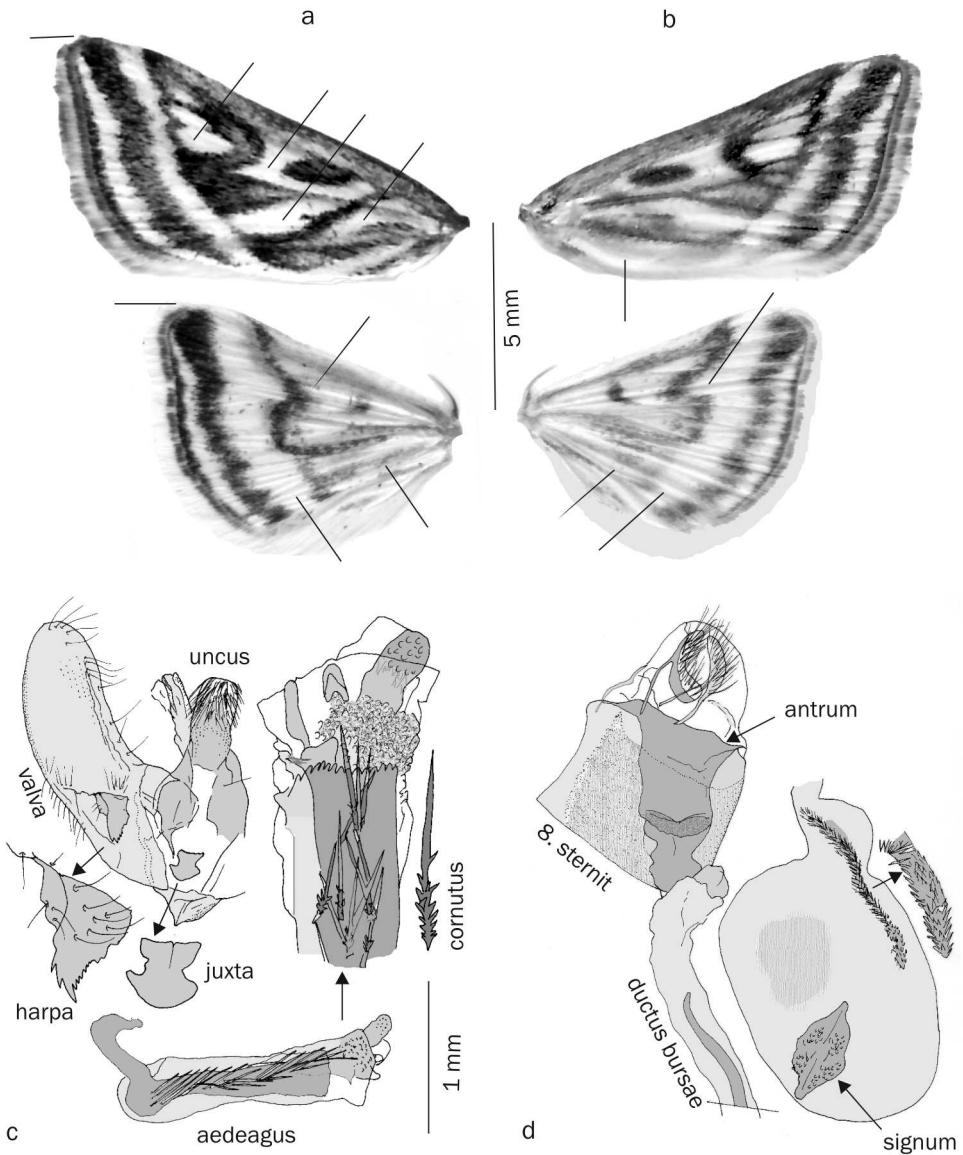 a
b
5 mm
uncus
valva
harpa
juxta
cornutus
1 mm
aedeagus
c
antrum
8. sternit
ductus bursae
signum
d